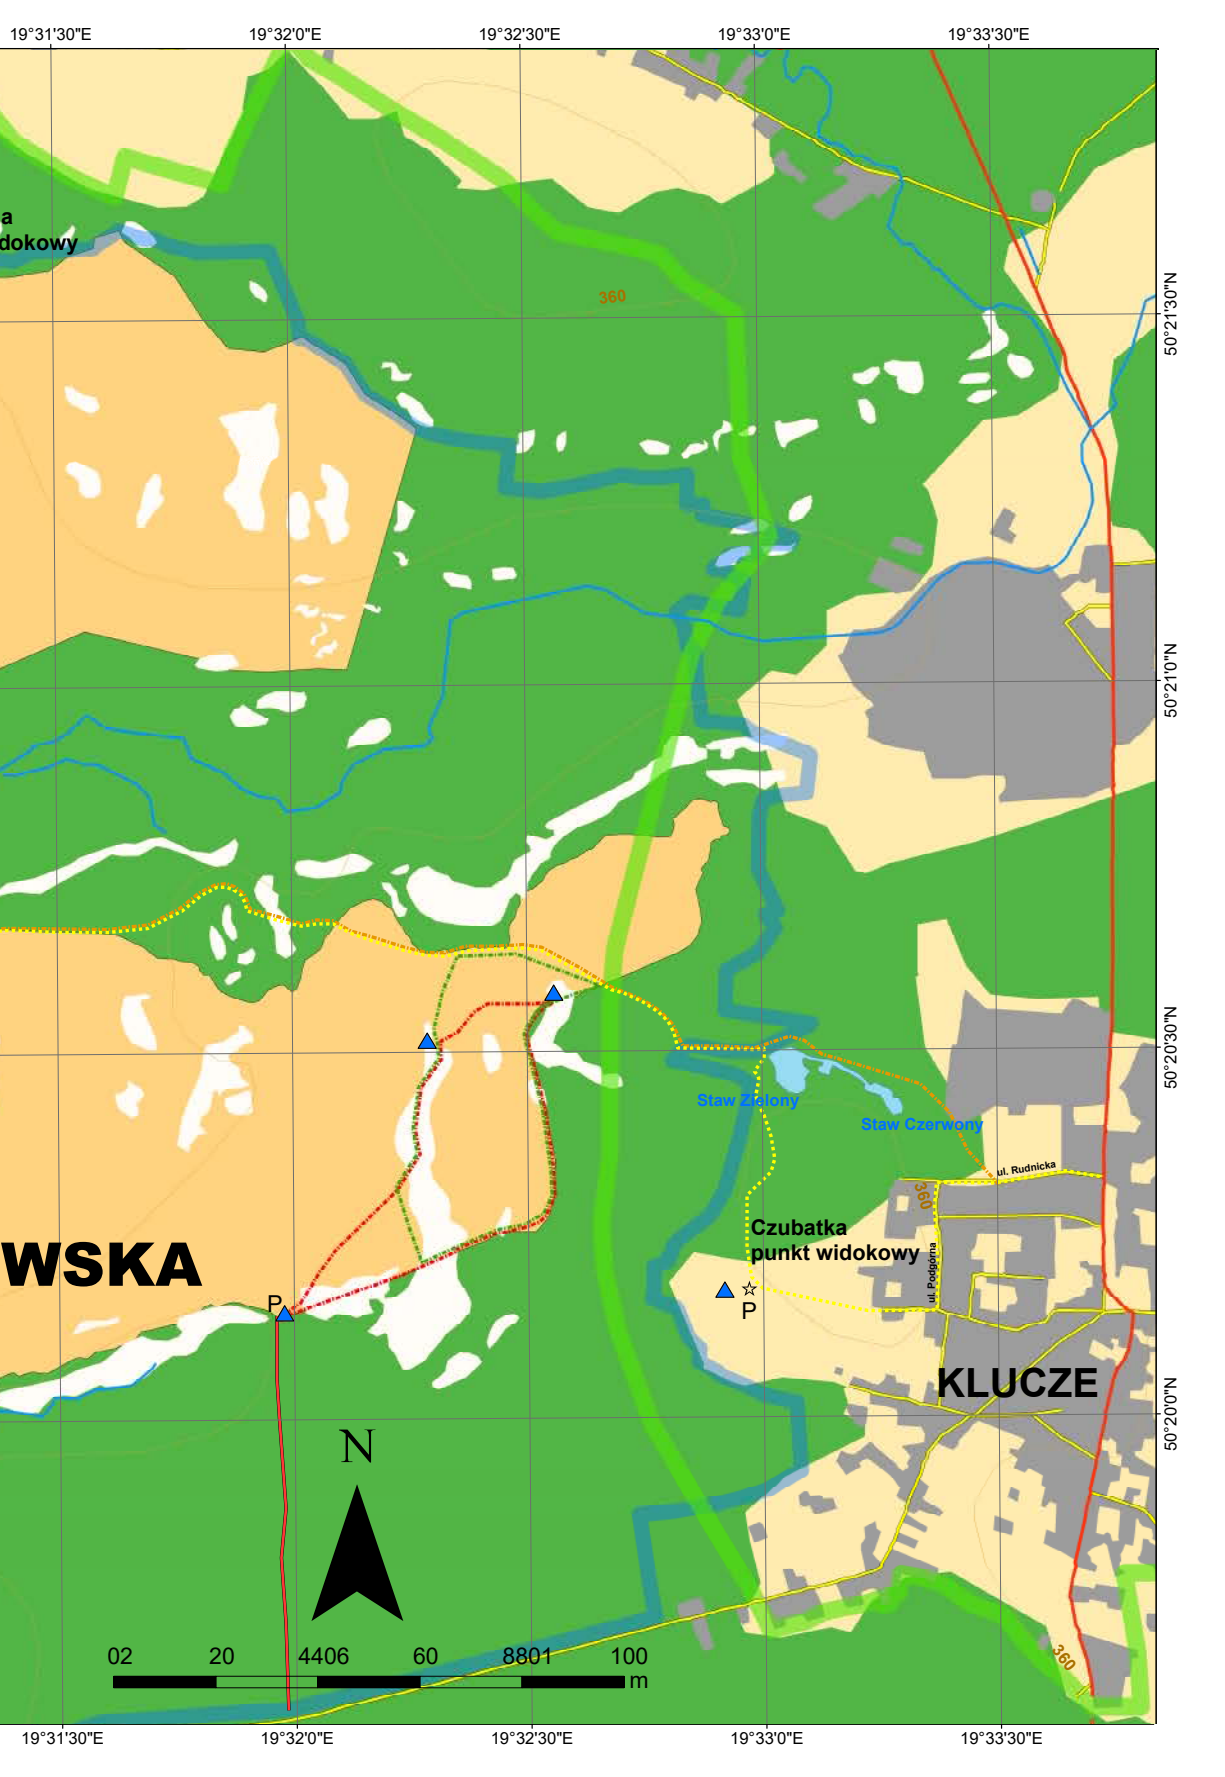 19°31'30"E
19°32'0"E
19°32'30"E
19°33'0"E
19°33'30"E
a
dokowy
360
50°21'30"N
50°21'0"N
50°20'30"N
Staw Zielony
Staw Czerwony
ul. Rudnicka
360
Czubatka
punkt widokowy
ul. Podgórna
WSKA
P
P
KLUCZE
50°20'0"N
N
360
02 20 4406 60 8801 100
m
19°31'30"E
19°32'0"E
19°32'30"E
19°33'0"E
19°33'30"E